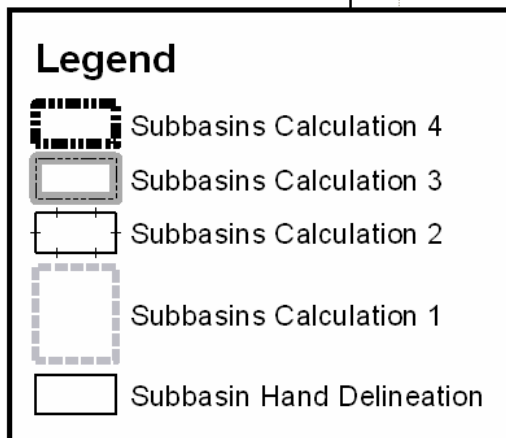 Legend
Subbasins Calculation 4
Subbasins Calculation 3
Subbasins Calculation 2
Subbasins Calculation 1
Subbasin Hand Delineation